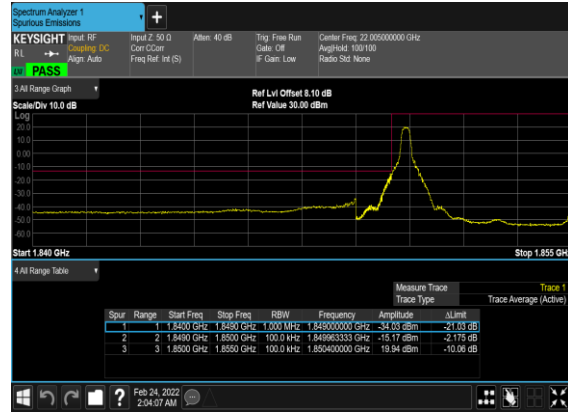 Spectrum Analyzer 1
Spurious Emissions
KEYSIGHT Input: RF Input Z: 50 Ω Atten: 40 dB Trig: Free Run Center Freq: 22.005000000 GHz
RL Coupling: DC Corr CCorr Gate: Off Avg|Hold: 100/100
Align: Auto Freq Ref: Int (S) IF Gain: Low Radio Std: None
PASS
3 All Range Graph Ref Lvl Offset 8.10 dB
Scale/Div 10.0 dB Ref Value 30.00 dBm
Log
20.0
10.0
0.00
-10.0
-20.0
-30.0
-40.0
-50.0
-60.0
Start 1.840 GHz Stop 1.855 GHz
4 All Range Table
Measure Trace Trace 1
Trace Type Trace Average (Active)
Spur Range Start Freq Stop Freq RBW Frequency Amplitude ΔLimit
1 1 1.8400 GHz 1.8490 GHz 1.000 MHz 1.849000000 GHz -34.03 dBm -21.03 dB
2 2 1.8490 GHz 1.8500 GHz 100.0 kHz 1.849963333 GHz -15.17 dBm -2.175 dB
3 3 1.8500 GHz 1.8550 GHz 100.0 kHz 1.850400000 GHz 19.94 dBm -10.06 dB
Feb 24, 2022
2:04:07 AM